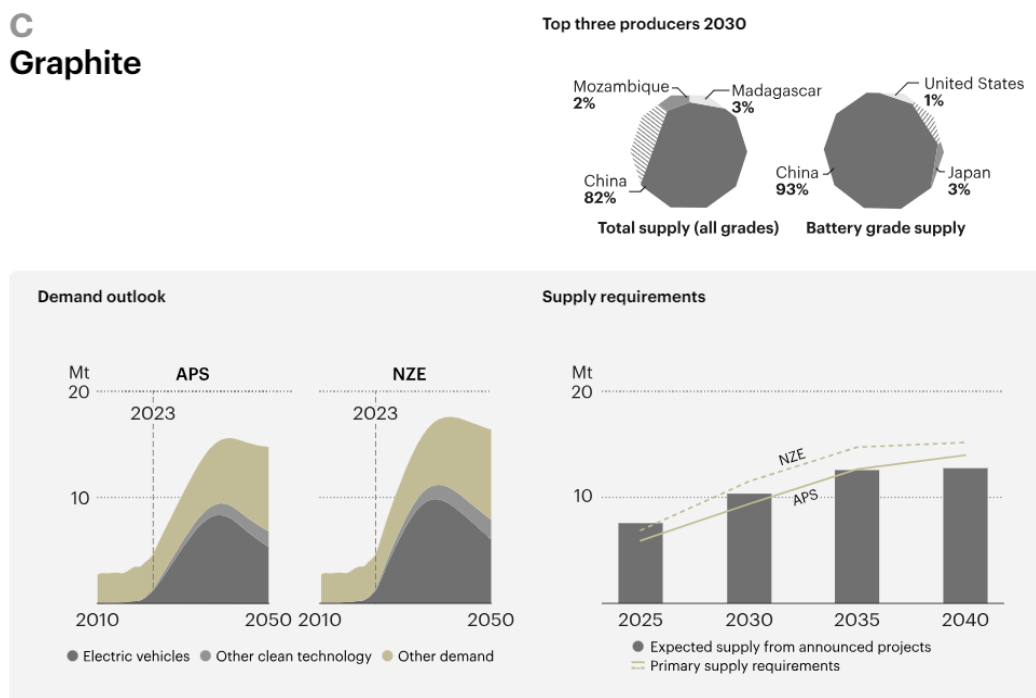 C
Graphite
Top three producers 2030
Mozambique
2%
Madagascar
3%
China
82%
Total supply (all grades)
United States
1%
China
93%
Japan
3%
Battery grade supply
Demand outlook
Mt
20
10
APS
2023
2010
2050
NZE
2023
2010
2050
Electric vehicles
Other clean technology
Other demand
Supply requirements
Mt
20
10
NZE
APS
2025
2030
2035
2040
Expected supply from announced projects
Primary supply requirements